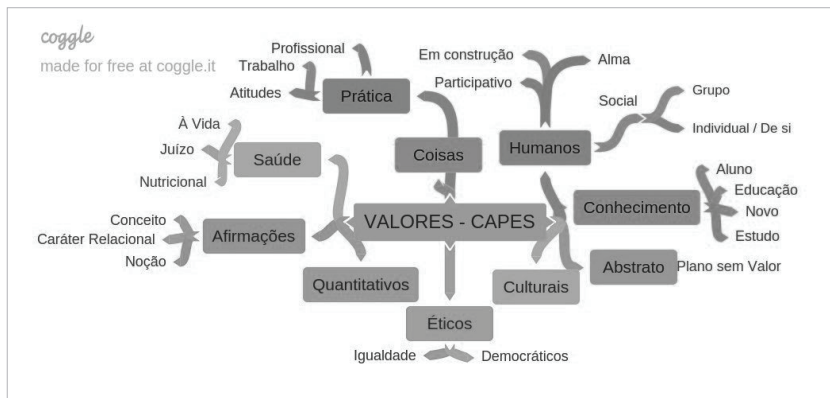 coggle
made for free at coggle.it
Profissional
Trabalho
Atitudes
Prática
Em construção
Participativo
Alma
Social
Grupo
Individual / De si
À Vida
Juízo
Nutricional
Saúde
Coisas
Humanos
Aluno
Educação
Novo
Estudo
Conhecimento
Conceito
Caráter Relacional
Noção
Afirmações
VALORES - CAPES
Abstrato
Plano sem Valor
Quantitativos
Culturais
Éticos
Igualdade
Democráticos